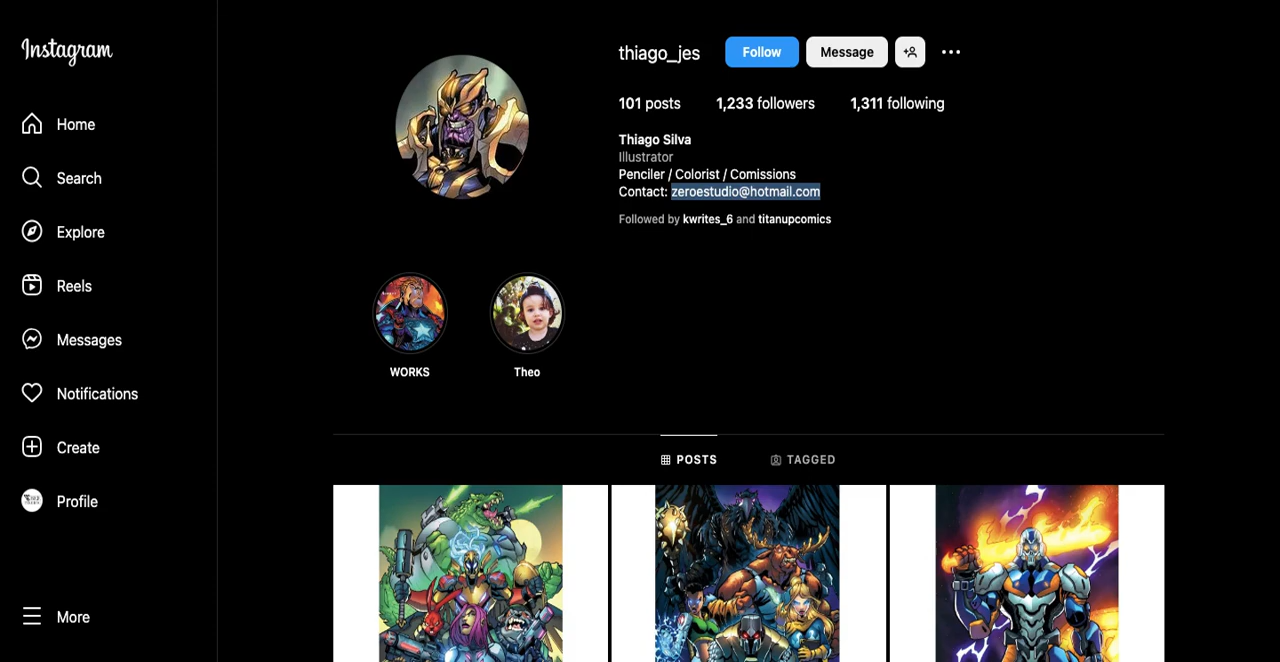 Instagram
Home
Search
Explore
Reels
Messages
Notifications
Create
Profile
More
thiago_jes
Follow
Message
101 posts
1,233 followers
1,311 following
Thiago Silva
Illustrator
Penciler / Colorist / Comissions
Contact: zeroestudio@hotmail.com
Followed by kwrites_6 and titanupcomics
WORKS
Theo
POSTS
TAGGED